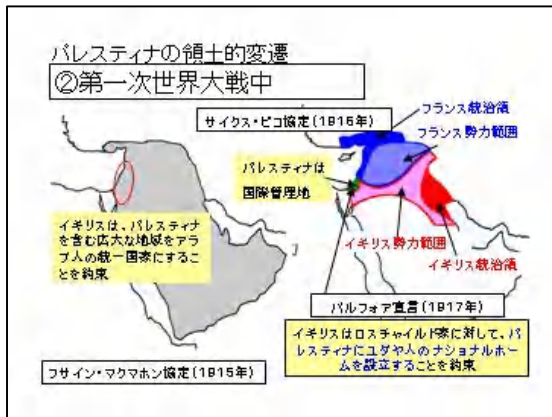 パレスティナの領土的変遷
②第一次世界大戦中
サイクス・ピコ協定(1916年)
フランス統治領
フランス勢力範囲
パレスティナは
国際管理地
イギリスは、パレスティナ
を含む広大な地域をアラ
ブ人の統一国家にするこ
とを約束
イギリス勢力範囲
イギリス統治領
バルフォア宣言(1917年)
イギリスはロスチャイルド家に対して、パ
レスティナにユダヤ人のナショナルホー
ムを設立することを約束
フサイン・マクマホン協定(1915年)